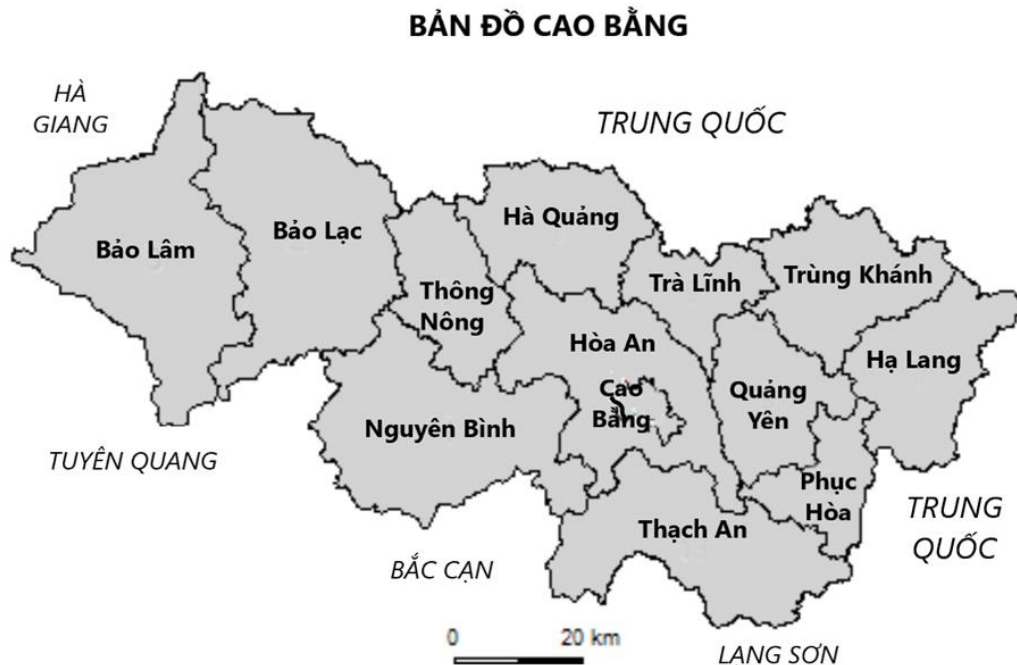 BẢN ĐỒ CAO BẰNG
HÀ
GIANG
TRUNG QUỐC
Bảo Lâm
Bảo Lạc
Hà Quảng
Thông
Nông
Trà Lĩnh
Trùng Khánh
Hòa An
Hạ Lang
Cao
Bằng
Quảng
Yên
Nguyên Bình
TUYÊN QUANG
Phục
Hòa
Thạch An
TRUNG
QUỐC
BẮC CẠN
0 20 km
LANG SƠN